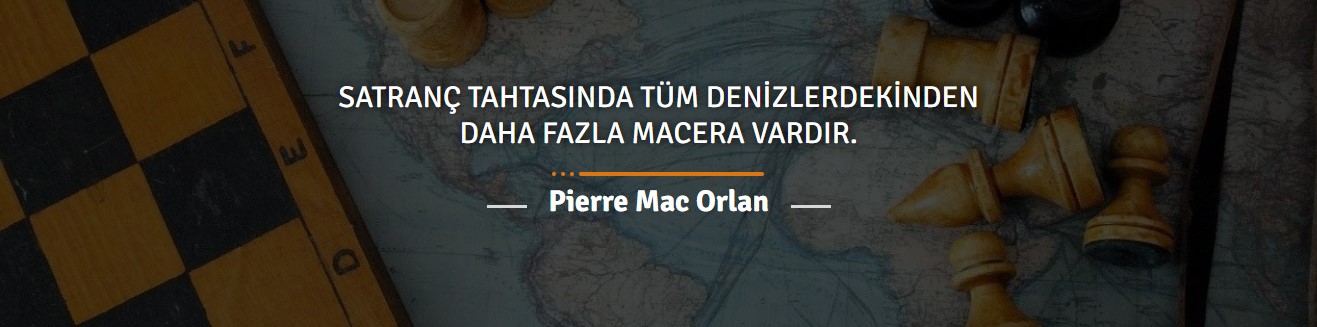 SATRANÇ TAHTASINDA TÜM DENİZLERDEKİNDEN
DAHA FAZLA MACERA VARDIR.
Pierre Mac Orlan
F
E
D